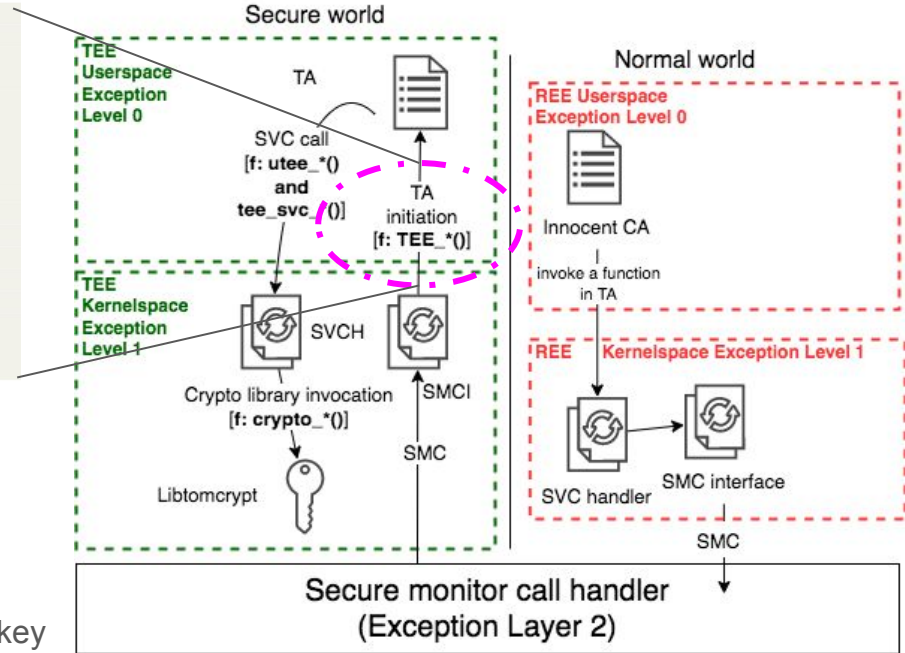 Secure world
TEE
Userspace
Exception
Level 0
TA
SVC call
[f: utee_*()
and
tee_svc_*()]
TA
initiation
[f: TEE_*()]
TEE
Kernelspace
Exception
Level 1
SVCH
SMCI
Crypto library invocation
[f: crypto_*()]
SMC
Libtomcrypt
Normal world
REE Userspace
Exception Level 0
Innocent CA
invoke a function
in TA
REE Kernelspace Exception Level 1
SVC handler
SMC interface
SMC
Secure monitor call handler
(Exception Layer 2)
key